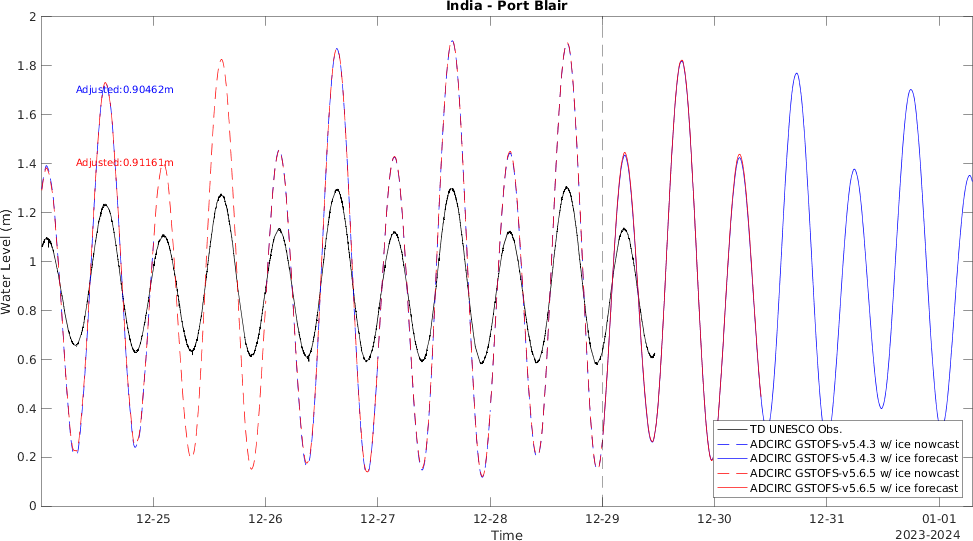 India - Port Blair
2
1.8
1.6
1.4
1.2
1
0.8
0.6
0.4
0.2
0
Water Level (m)
Adjusted:0.90462m
Adjusted:0.91161m
TD UNESCO Obs.
ADCIRC GSTOFS-v5.4.3 w/ ice nowcast
ADCIRC GSTOFS-v5.4.3 w/ ice forecast
ADCIRC GSTOFS-v5.6.5 w/ ice nowcast
ADCIRC GSTOFS-v5.6.5 w/ ice forecast
12-25 12-26 12-27 12-28 12-29 12-30 12-31 01-01
Time
2023-2024